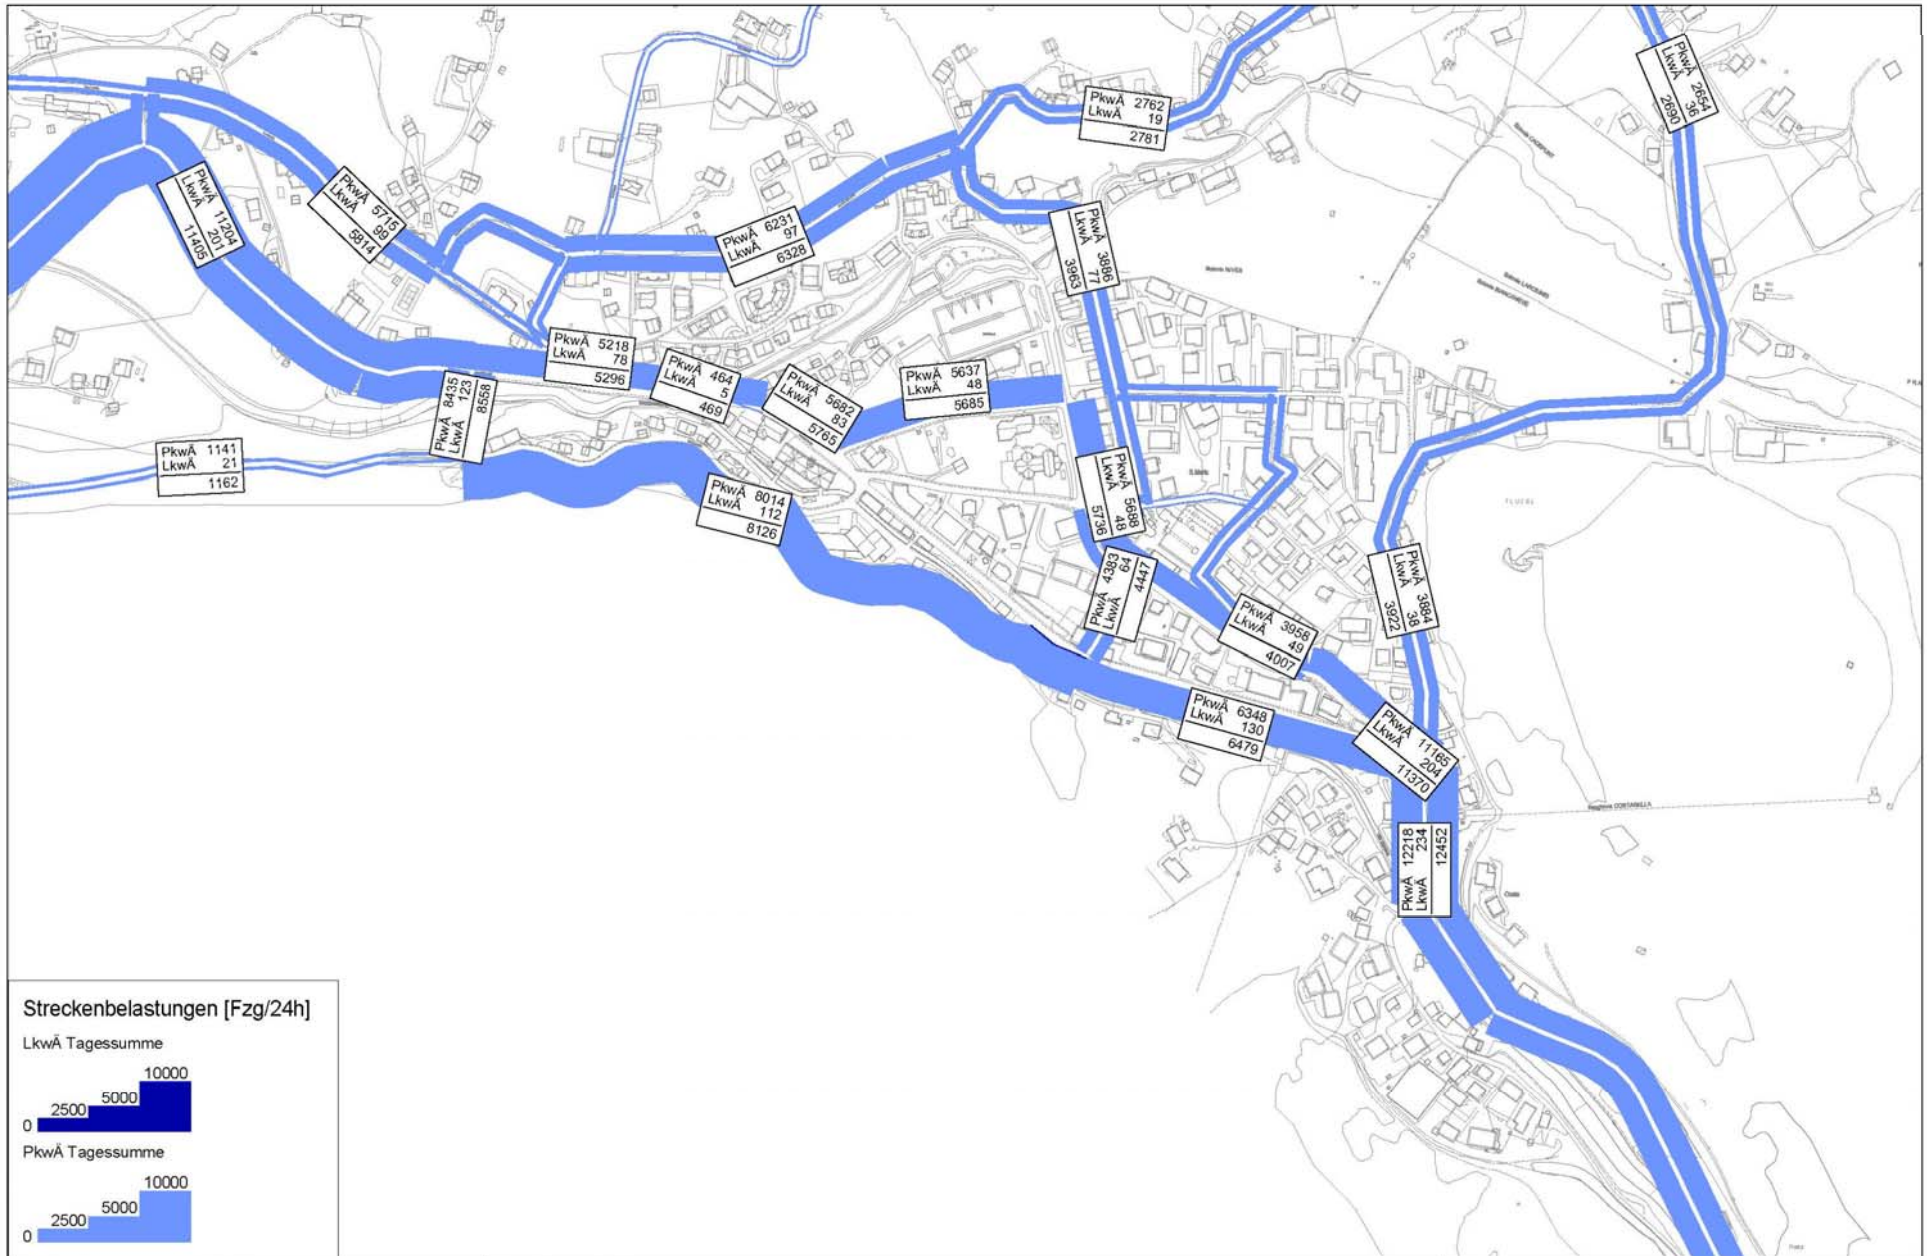 PkwÄ 2654
LkwÄ 36
2690
PkwÄ 2762
LkwÄ 19
2781
PkwÄ 11204
LkwÄ 201
11405
PkwÄ 5715
LkwÄ 99
5814
PkwÄ 6231
LkwÄ 97
6328
PkwÄ 3886
LkwÄ 77
3963
PkwÄ 5218
LkwÄ 78
5296
PkwÄ 464
LkwÄ 5
469
PkwÄ 5682
LkwÄ 83
5765
PkwÄ 5637
LkwÄ 48
5685
PkwÄ 8435
LkwÄ 123
8558
PkwÄ 1141
LkwÄ 21
1162
PkwÄ 8014
LkwÄ 112
8126
PkwÄ 5688
LkwÄ 48
5736
FLUEBL
PkwÄ 4383
LkwÄ 64
4447
PkwÄ 3884
LkwÄ 38
3922
PkwÄ 3958
LkwÄ 49
4007
PkwÄ 6348
LkwÄ 130
6479
PkwÄ 11165
LkwÄ 204
11370
PkwÄ 12218
LkwÄ 234
12452
Streckenbelastungen [Fzg/24h]
LkwÄ Tagessumme
0 2500 5000 10000
PkwÄ Tagessumme
0 2500 5000 10000